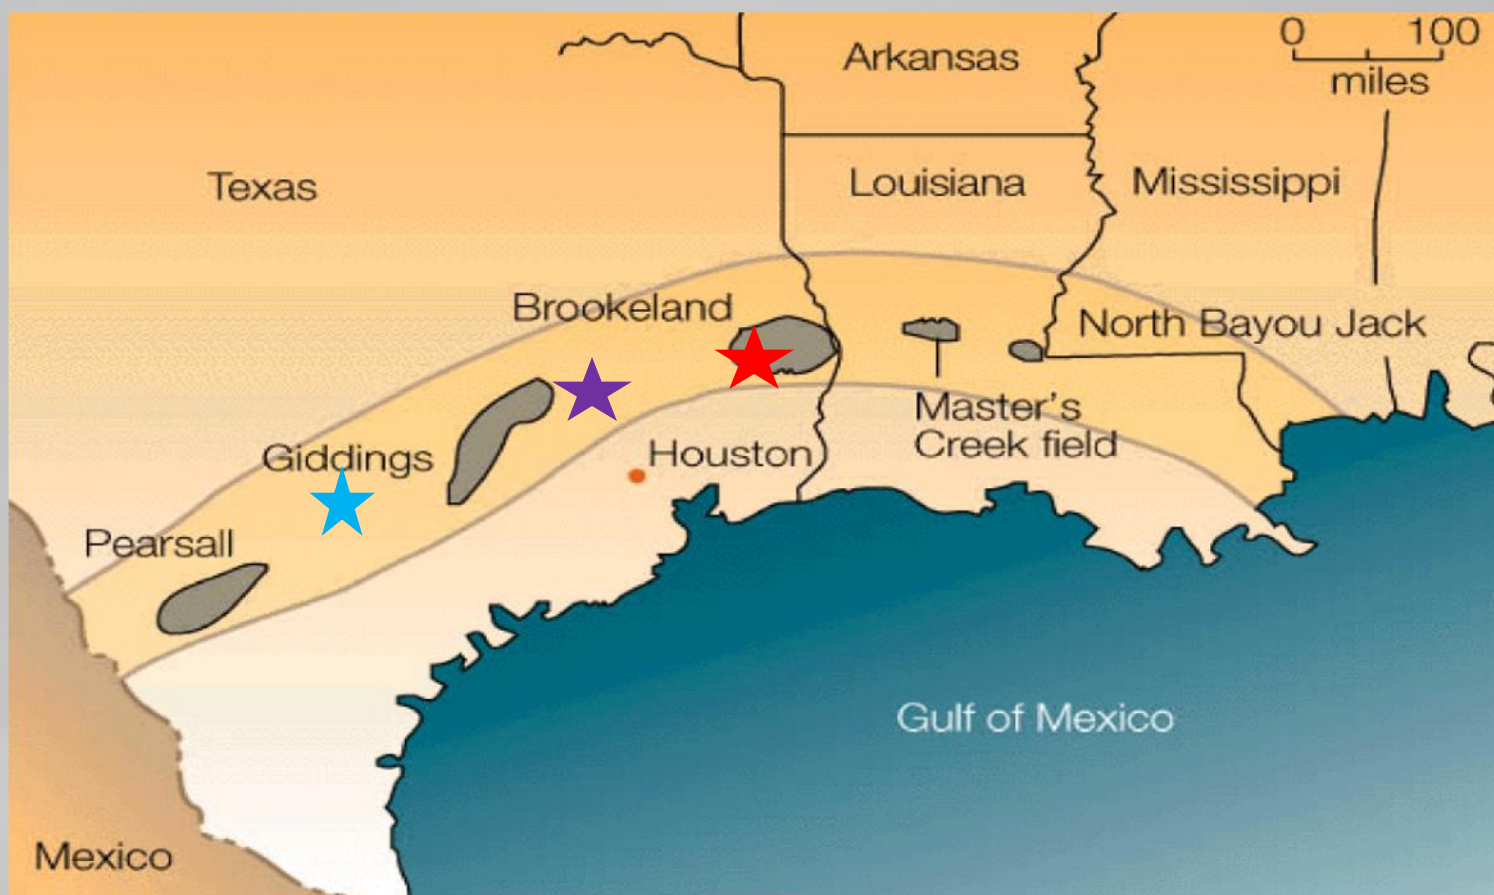 0 100
miles
Arkansas
Texas
Louisiana
Mississippi
Brookeland
North Bayou Jack
Master's
Creek field
Giddings
Houston
Pearsall
Gulf of Mexico
Mexico